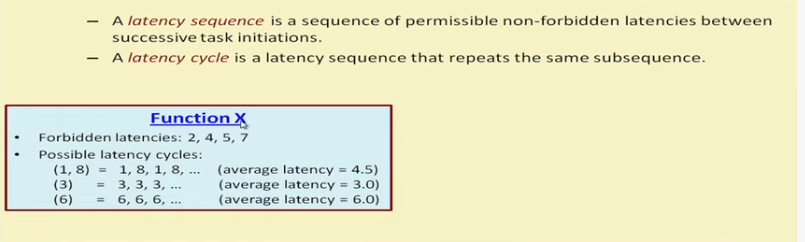 – A latency sequence is a sequence of permissible non-forbidden latencies between
successive task initiations.
– A latency cycle is a latency sequence that repeats the same subsequence.
Function X
• Forbidden latencies: 2, 4, 5, 7
• Possible latency cycles:
(1, 8) = 1, 8, 1, 8, ... (average latency = 4.5)
(3) = 3, 3, 3, ... (average latency = 3.0)
(6) = 6, 6, 6, ... (average latency = 6.0)